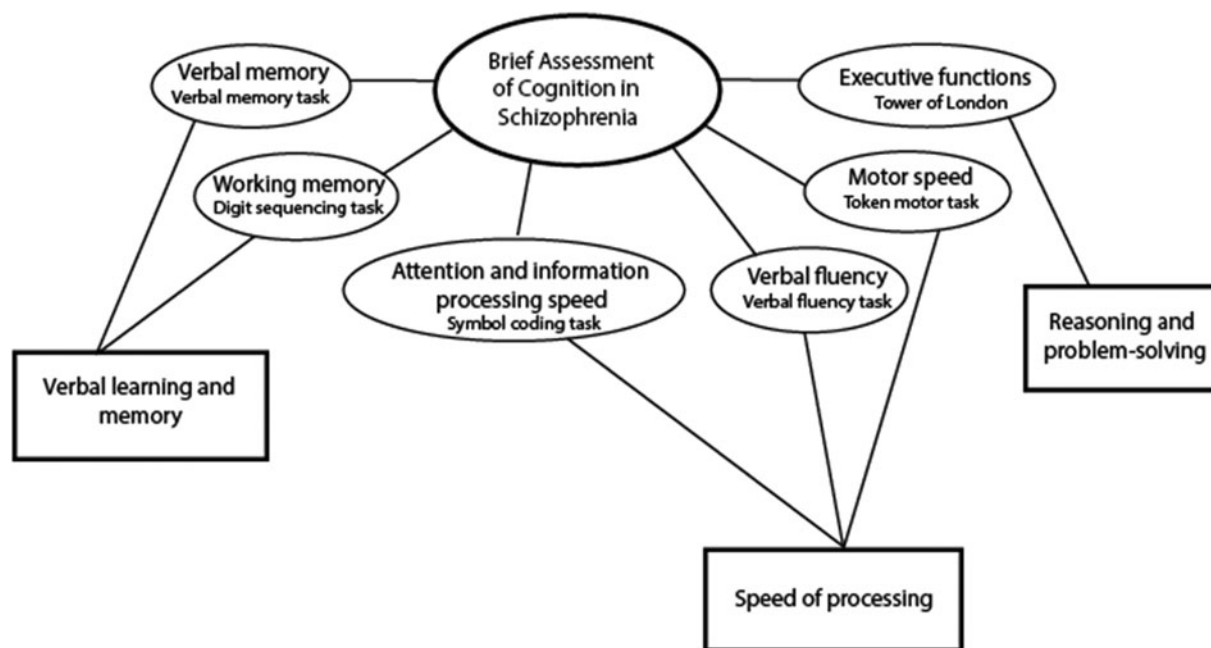 Brief Assessment
of Cognition in
Schizophrenia
Verbal memory
Verbal memory task
Executive functions
Tower of London
Working memory
Digit sequencing task
Motor speed
Token motor task
Attention and information
processing speed
Symbol coding task
Verbal fluency
Verbal fluency task
Reasoning and
problem-solving
Verbal learning and
memory
Speed of processing